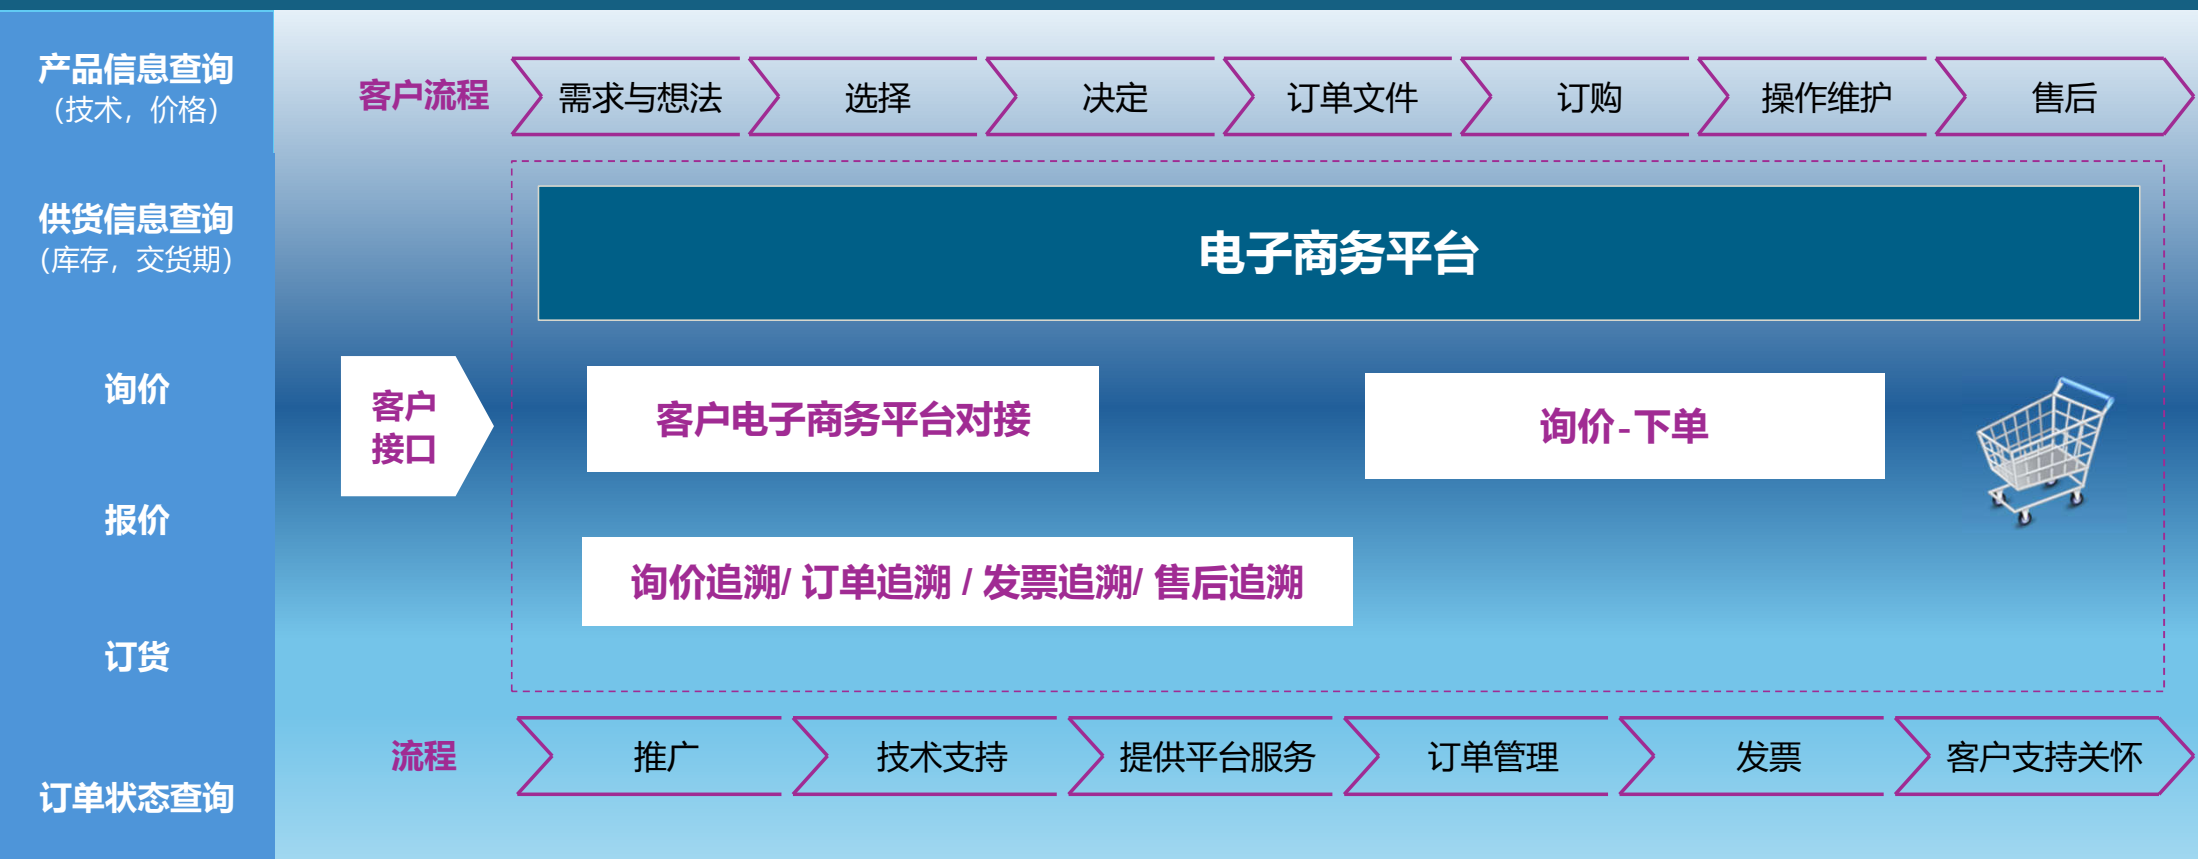 产品信息查询
（技术，价格）
供货信息查询
（库存，交货期）
询价
报价
订货
订单状态查询
客户流程
需求与想法
选择
决定
订单文件
订购
操作维护
售后
电子商务平台
客户
接口
客户电子商务平台对接
询价-下单
询价追溯/ 订单追溯 / 发票追溯/ 售后追溯
流程
推广
技术支持
提供平台服务
订单管理
发票
客户支持关怀